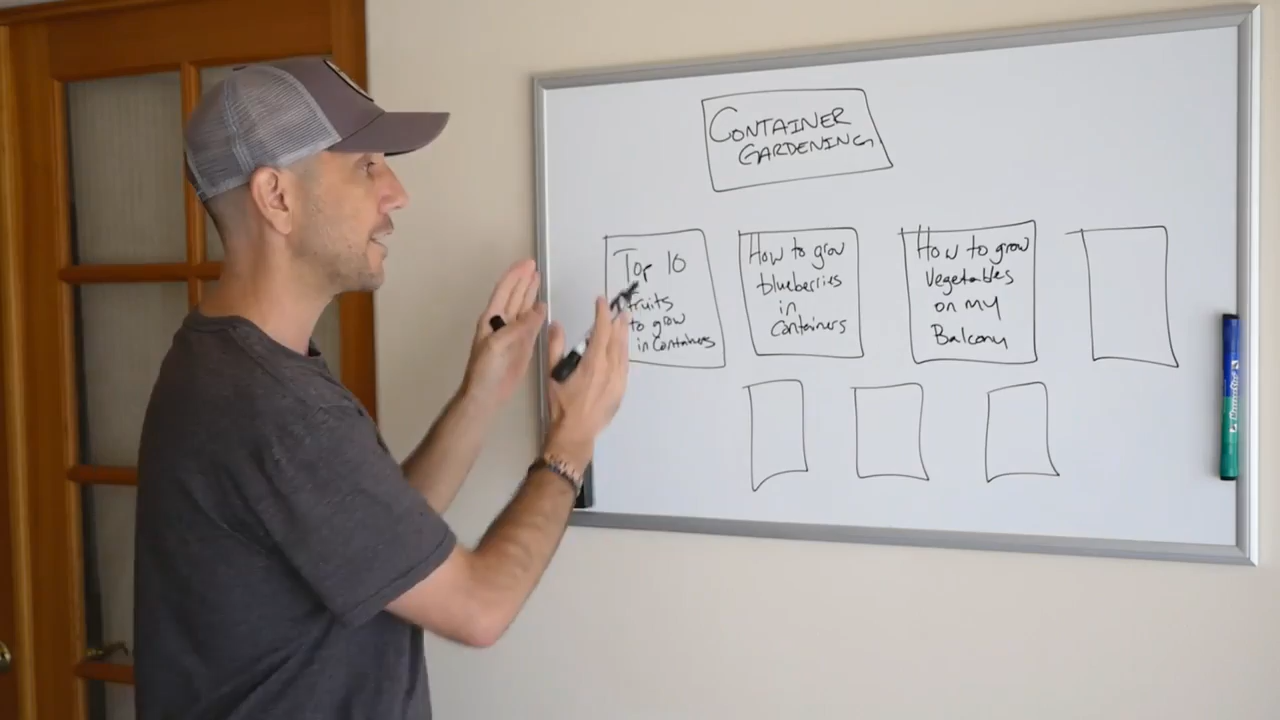 CONTAINER
GARDENING
Top 10
fruits
to grow
in containers
How to grow
blueberries
in
containers
How to grow
Vegetables
on my
Balcony